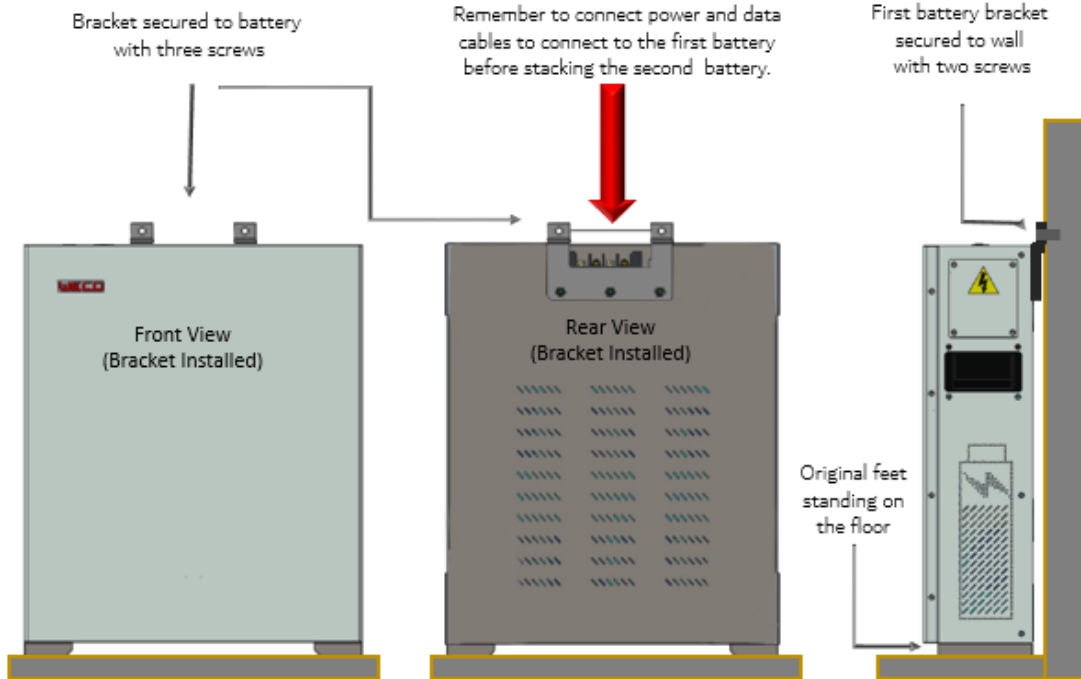 Bracket secured to battery
with three screws
Remember to connect power and data
cables to connect to the first battery
before stacking the second battery.
First battery bracket
secured to wall
with two screws
WECO
Front View
(Bracket Installed)
Rear View
(Bracket Installed)
Original feet
standing on
the floor